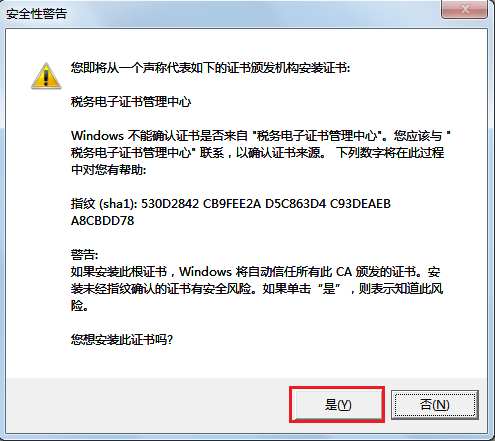 安全性警告
您即将从一个声称代表如下的证书颁发机构安装证书:
税务电子证书管理中心
Windows 不能确认证书是否来自 "税务电子证书管理中心"。您应该与 "
税务电子证书管理中心" 联系，以确认证书来源。 下列数字将在此过程
中对您有帮助:
指纹 (sha1): 530D2842 CB9FEE2A D5C863D4 C93DEAEB
A8CBDD78
警告:
如果安装此根证书，Windows 将自动信任所有此 CA 颁发的证书。安
装未经指纹确认的证书有安全风险。如果单击“是”，则表示知道此风
险。
您想安装此证书吗?
是(Y)
否(N)